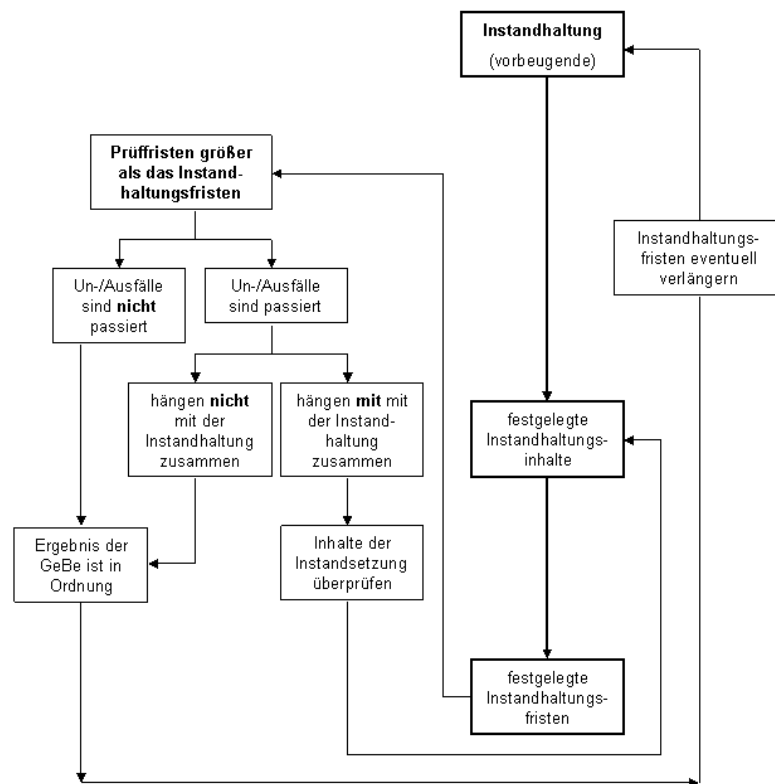 Instandhaltung
(vorbeugende)
Prüffristen größer
als das Instand-
haltungsfristen
Instandhaltungs-
fristen eventuell
verlängern
Un-/Ausfälle
sind nicht
passiert
Un-/Ausfälle
sind passiert
hängen nicht
mit der
Instandhaltung
zusammen
hängen mit mit
der Instand-
haltung
zusammen
festgelegte
Instandhaltungs-
inhalte
Ergebnis der
GeBe ist in
Ordnung
Inhalte der
Instandsetzung
überprüfen
festgelegte
Instandhaltungs-
fristen